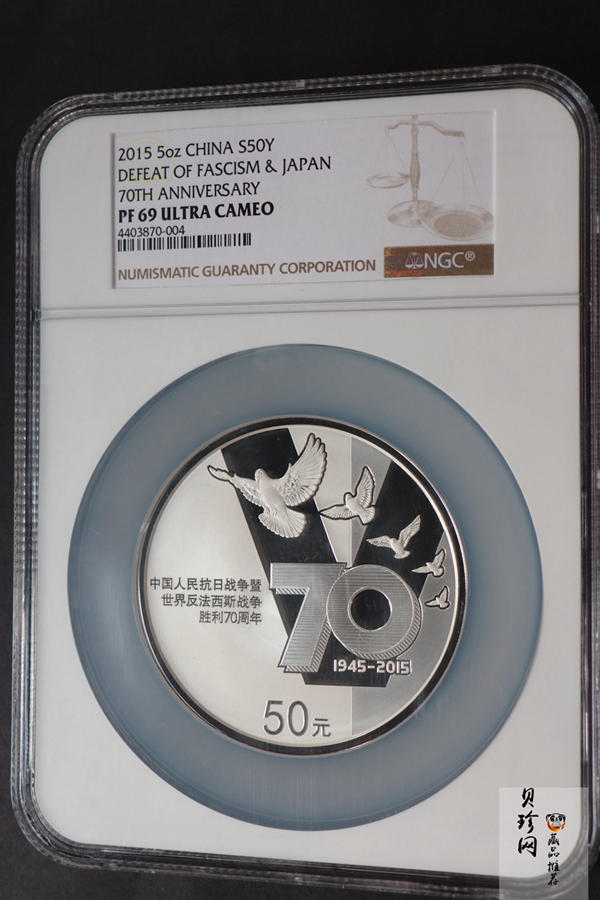 2015 5oz CHINA S50Y
DEFEAT OF FASCISM & JAPAN
70TH ANNIVERSARY
PF 69 ULTRA CAMEO
4403870-004
NUMISMATIC GUARANTY CORPORATION
NGC®
中国人民抗日战争暨
世界反法西斯战争
胜利70周年
70
1945-2015
50元
贝珍网
藏品推荐